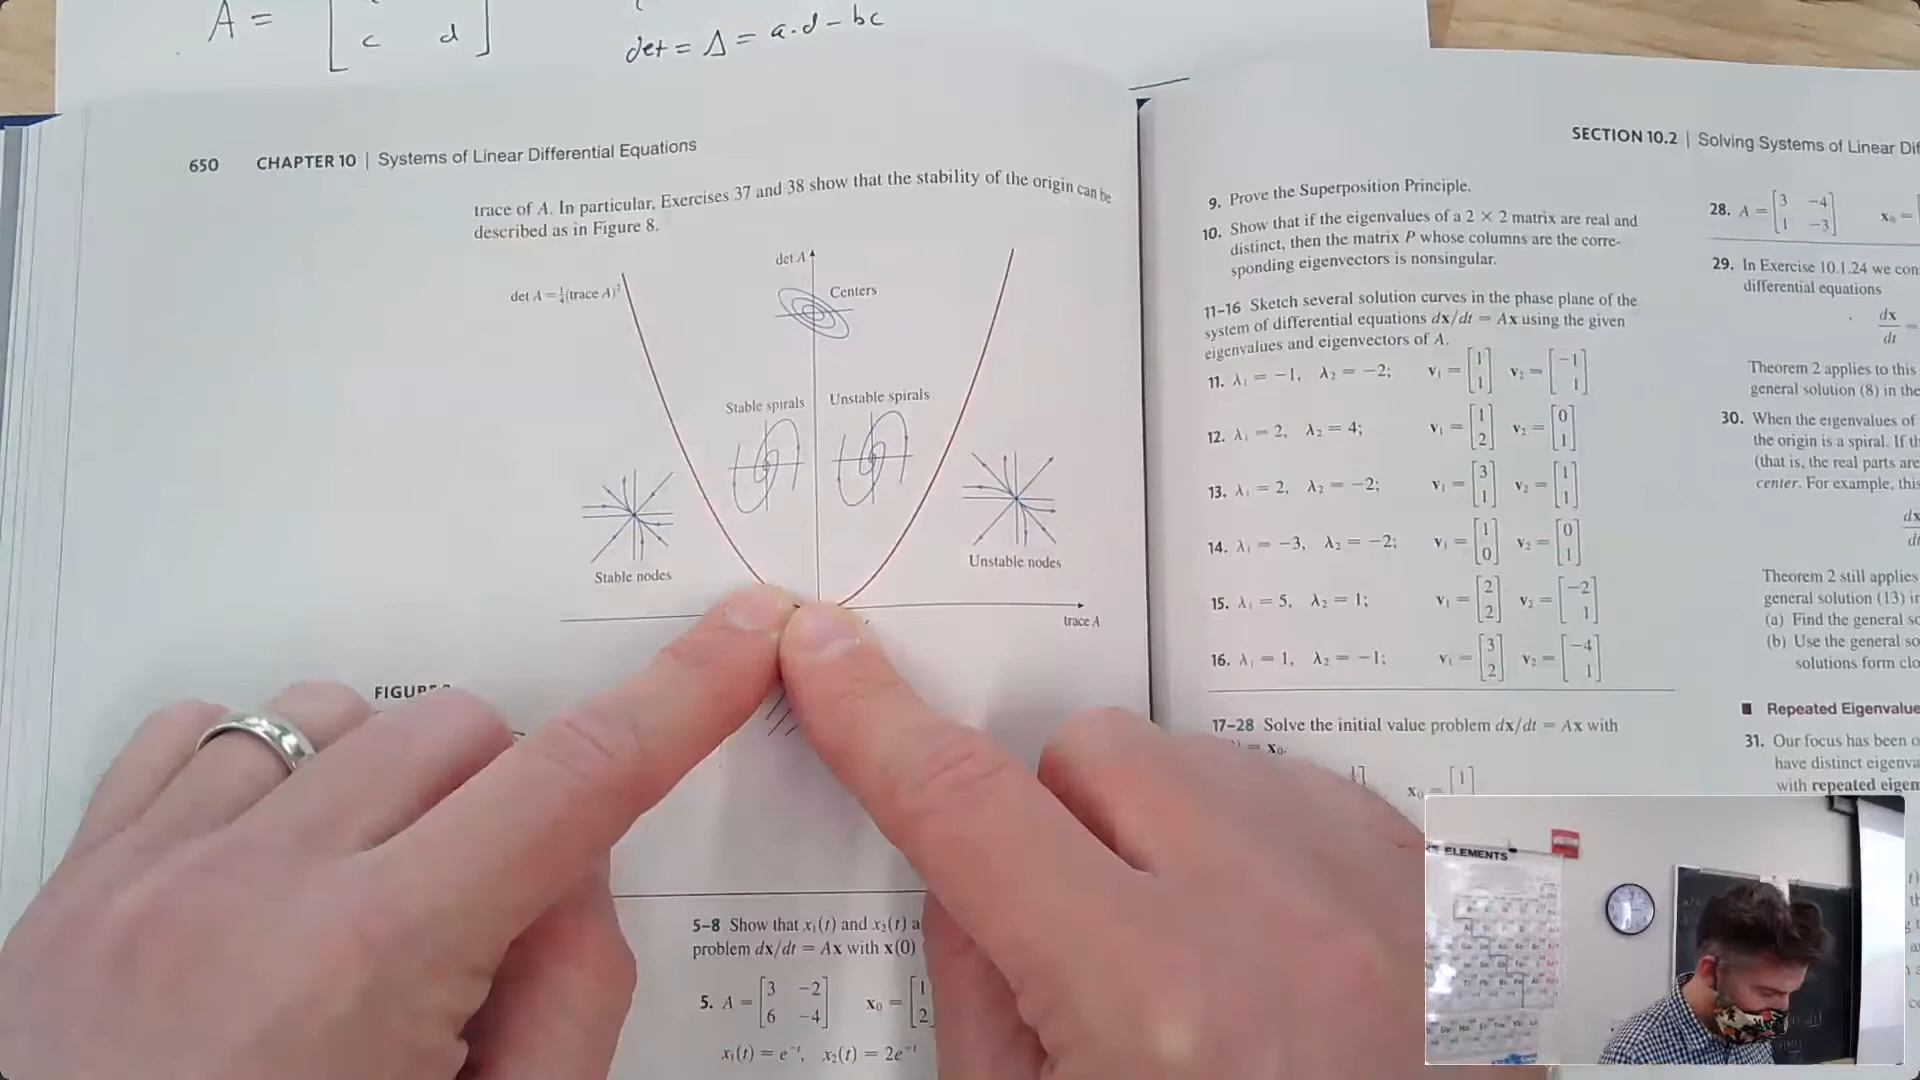 A = [
c d ]
det = Δ = a.d - bc
650 CHAPTER 10 | Systems of Linear Differential Equations
trace of A. In particular, Exercises 37 and 38 show that the stability of the origin can be
described as in Figure 8.
det A
det A = ¼(trace A)²
Centers
Stable spirals
Unstable spirals
Stable nodes
Unstable nodes
trace A
5–8 Show that x₁(t) and x₂(t) a
problem dx/dt = Ax with x(0)
5. A = [3 −2
6 −4] x₀ = [1
2
x₁(t) = e⁻ᵗ, x₂(t) = 2e⁻ᵗ
SECTION 10.2 | Solving Systems of Linear Dif
9. Prove the Superposition Principle.
10. Show that if the eigenvalues of a 2 × 2 matrix are real and
distinct, then the matrix P whose columns are the corre-
sponding eigenvectors is nonsingular.
11–16 Sketch several solution curves in the phase plane of the
system of differential equations dx/dt = Ax using the given
eigenvalues and eigenvectors of A.
11. λ₁ = −1, λ₂ = −2; v₁ = [1
1] v₂ = [−1
1]
12. λ₁ = 2, λ₂ = 4; v₁ = [1
2] v₂ = [0
1]
13. λ₁ = 2, λ₂ = −2; v₁ = [3
1] v₂ = [1
1]
14. λ₁ = −3, λ₂ = −2; v₁ = [1
0] v₂ = [0
1]
15. λ₁ = 5, λ₂ = 1; v₁ = [2
2] v₂ = [−2
1]
16. λ₁ = 1, λ₂ = −1; v₁ = [3
2] v₂ = [−4
1]
17–28 Solve the initial value problem dx/dt = Ax with
= x₀.
x₀ = [1]
28. A = [3 −4
1 −3] x₀ =
29. In Exercise 10.1.24 we con
differential equations
dx
dt =
Theorem 2 applies to this
general solution (8) in the
30. When the eigenvalues of
the origin is a spiral. If th
(that is, the real parts are
center. For example, this
dx
dt
Theorem 2 still applies
general solution (13) in
(a) Find the general so
(b) Use the general so
solutions form clo
■ Repeated Eigenvalue
31. Our focus has been o
have distinct eigenva
with repeated eigen
ELEMENTS